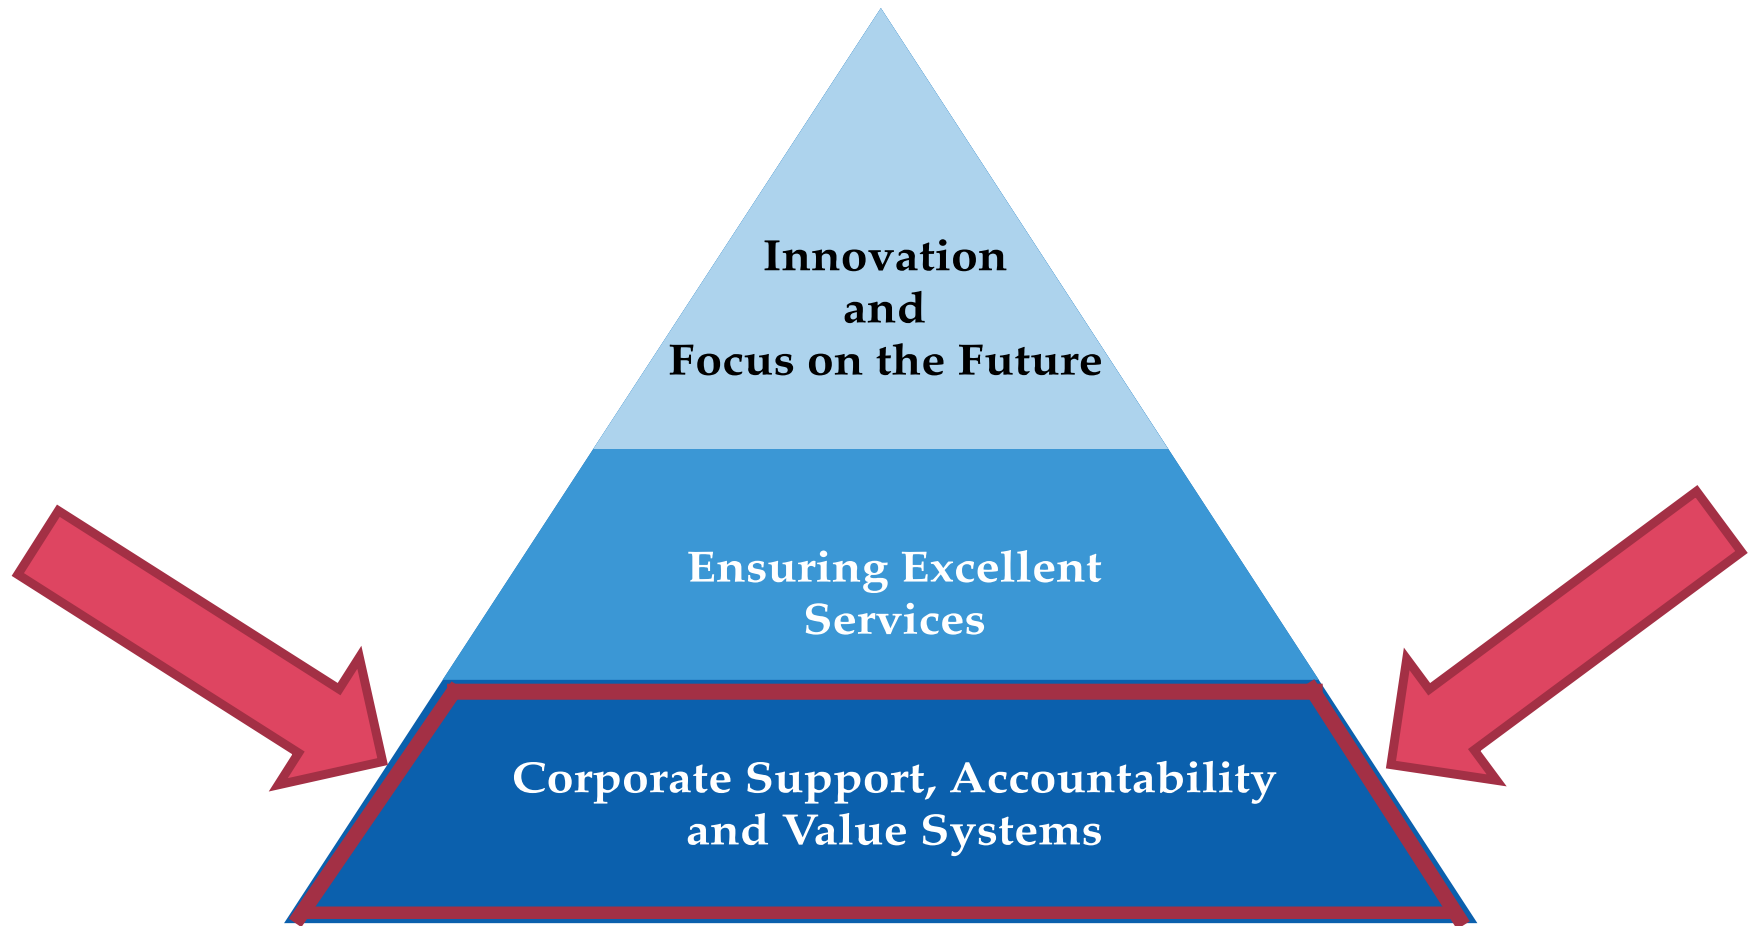 Innovation
and
Focus on the Future
Ensuring Excellent
Services
Corporate Support, Accountability
and Value Systems